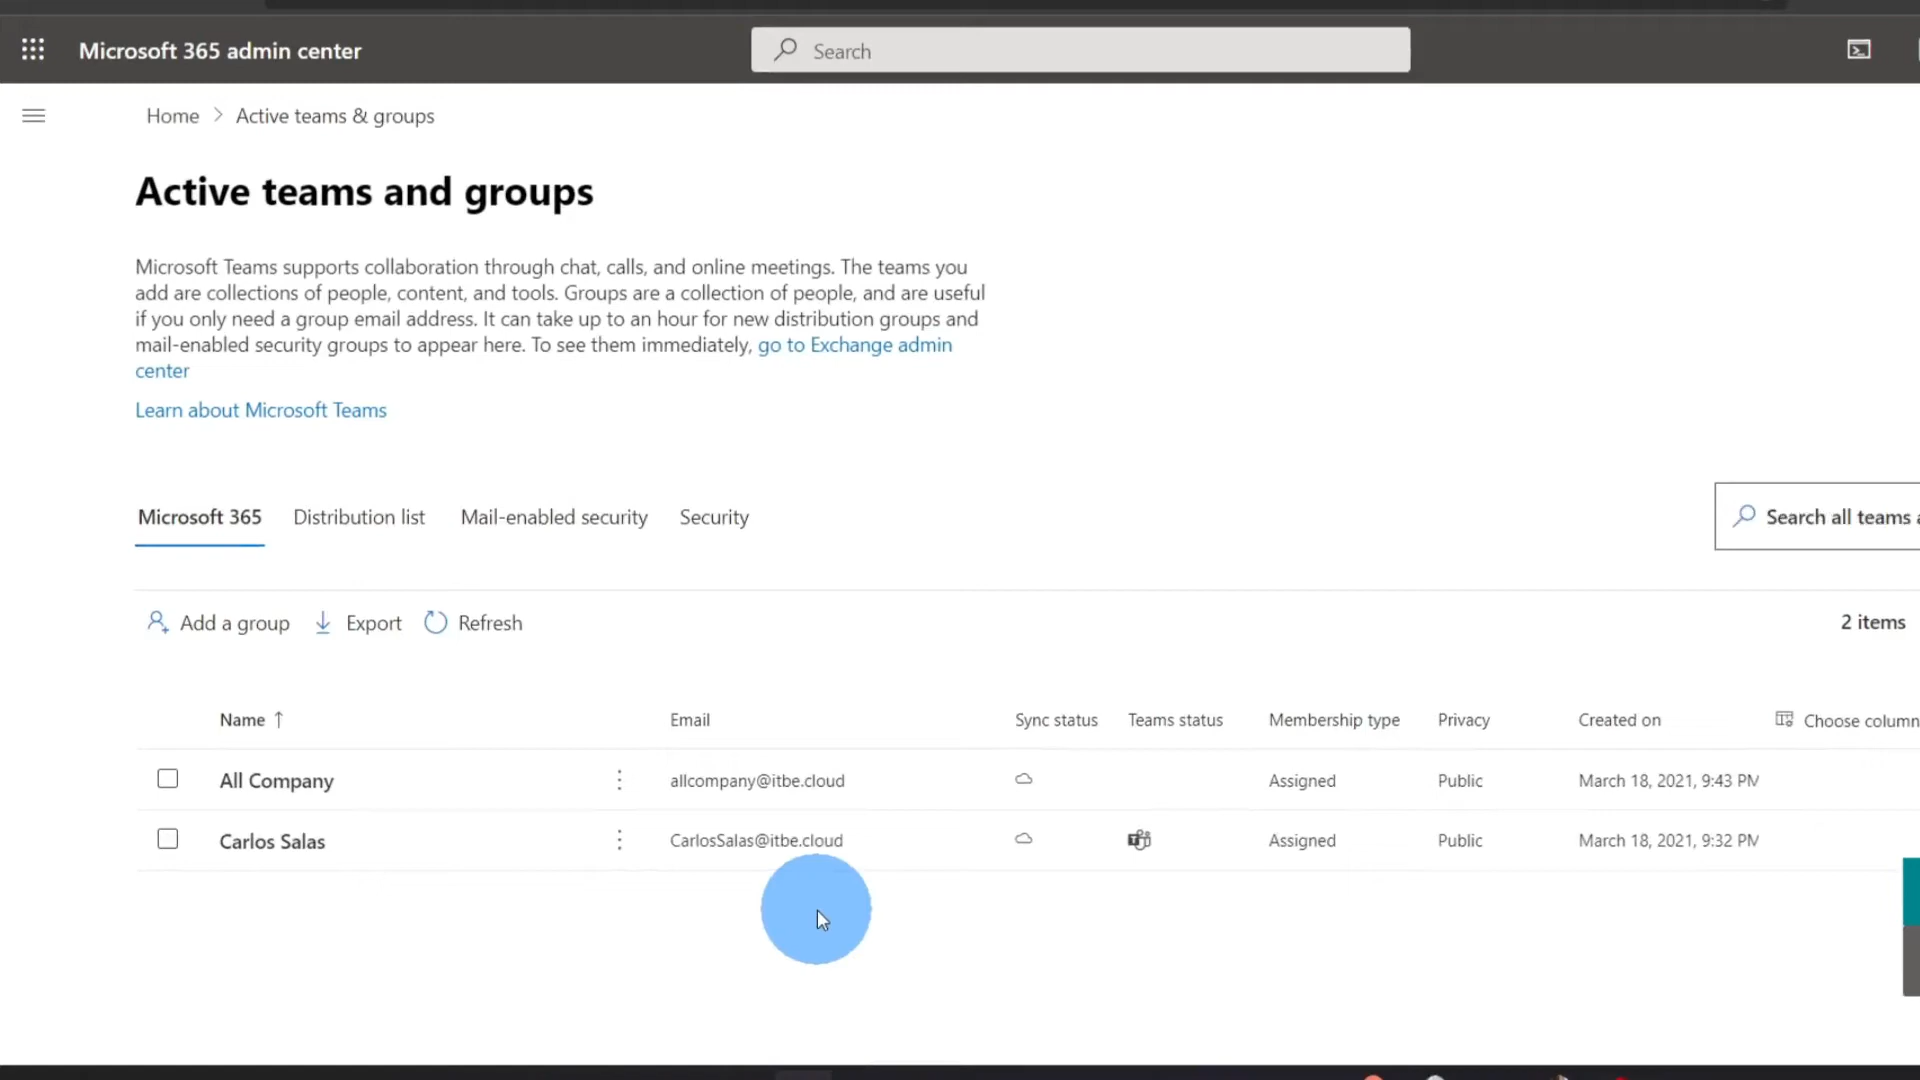 Microsoft 365 admin center
Search
Home > Active teams & groups
Active teams and groups
Microsoft Teams supports collaboration through chat, calls, and online meetings. The teams you
add are collections of people, content, and tools. Groups are a collection of people, and are useful
if you only need a group email address. It can take up to an hour for new distribution groups and
mail-enabled security groups to appear here. To see them immediately, go to Exchange admin
center
Learn about Microsoft Teams
Microsoft 365 Distribution list Mail-enabled security Security
Search all teams a
Add a group Export Refresh
2 items
Name ↑ Email Sync status Teams status Membership type Privacy Created on Choose column
All Company allcompany@itbe.cloud Assigned Public March 18, 2021, 9:43 PM
Carlos Salas CarlosSalas@itbe.cloud Assigned Public March 18, 2021, 9:32 PM